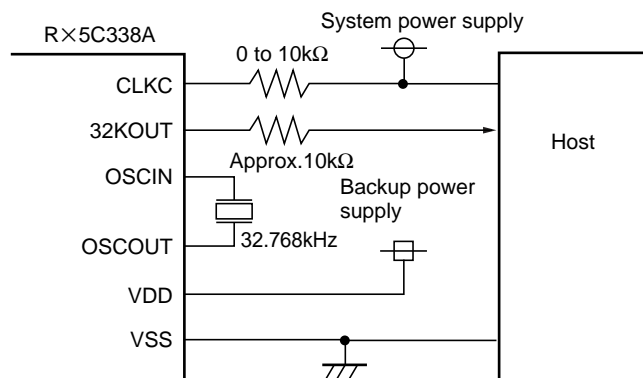 System power supply
R×5C338A
0 to 10kΩ
CLKC
32KOUT
Host
Approx.10kΩ
OSCIN
Backup power
supply
OSCOUT
32.768kHz
VDD
VSS